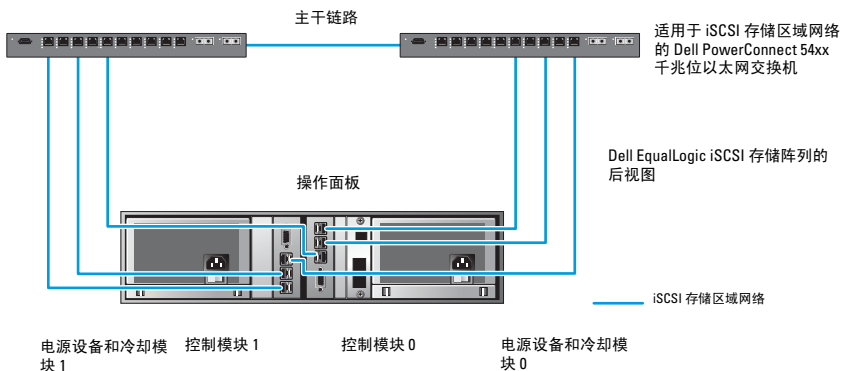 主干链路
适用于 iSCSI 存储区域网络
的 Dell PowerConnect 54xx
千兆位以太网交换机
Dell EqualLogic iSCSI 存储阵列的
后视图
操作面板
iSCSI 存储区域网络
电源设备和冷却模
块 1
控制模块 1
控制模块 0
电源设备和冷却模
块 0